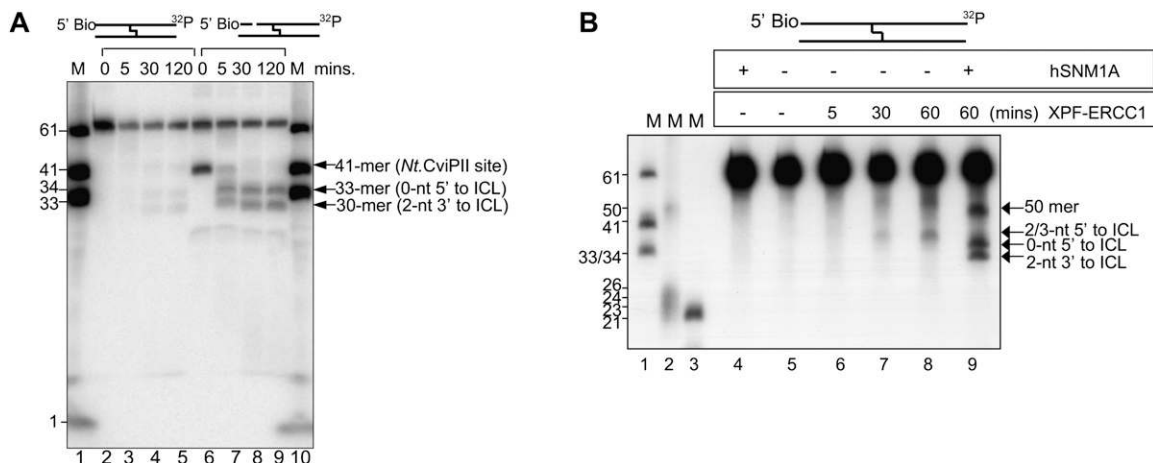 A
5' Bio 32P 5' Bio 32P
M 0 5 30 120 0 5 30 120 M mins.
61
41
34
33
1
41-mer (Nt.CviPII site)
33-mer (0-nt 5' to ICL)
30-mer (2-nt 3' to ICL)
1 2 3 4 5 6 7 8 9 10
B
5' Bio 32P
+ - - - - + hSNM1A
- - 5 30 60 60 (mins) XPF-ERCC1
M M M
61
50
41
33/34
26
24
23
21
50 mer
2/3-nt 5' to ICL
0-nt 5' to ICL
2-nt 3' to ICL
1 2 3 4 5 6 7 8 9